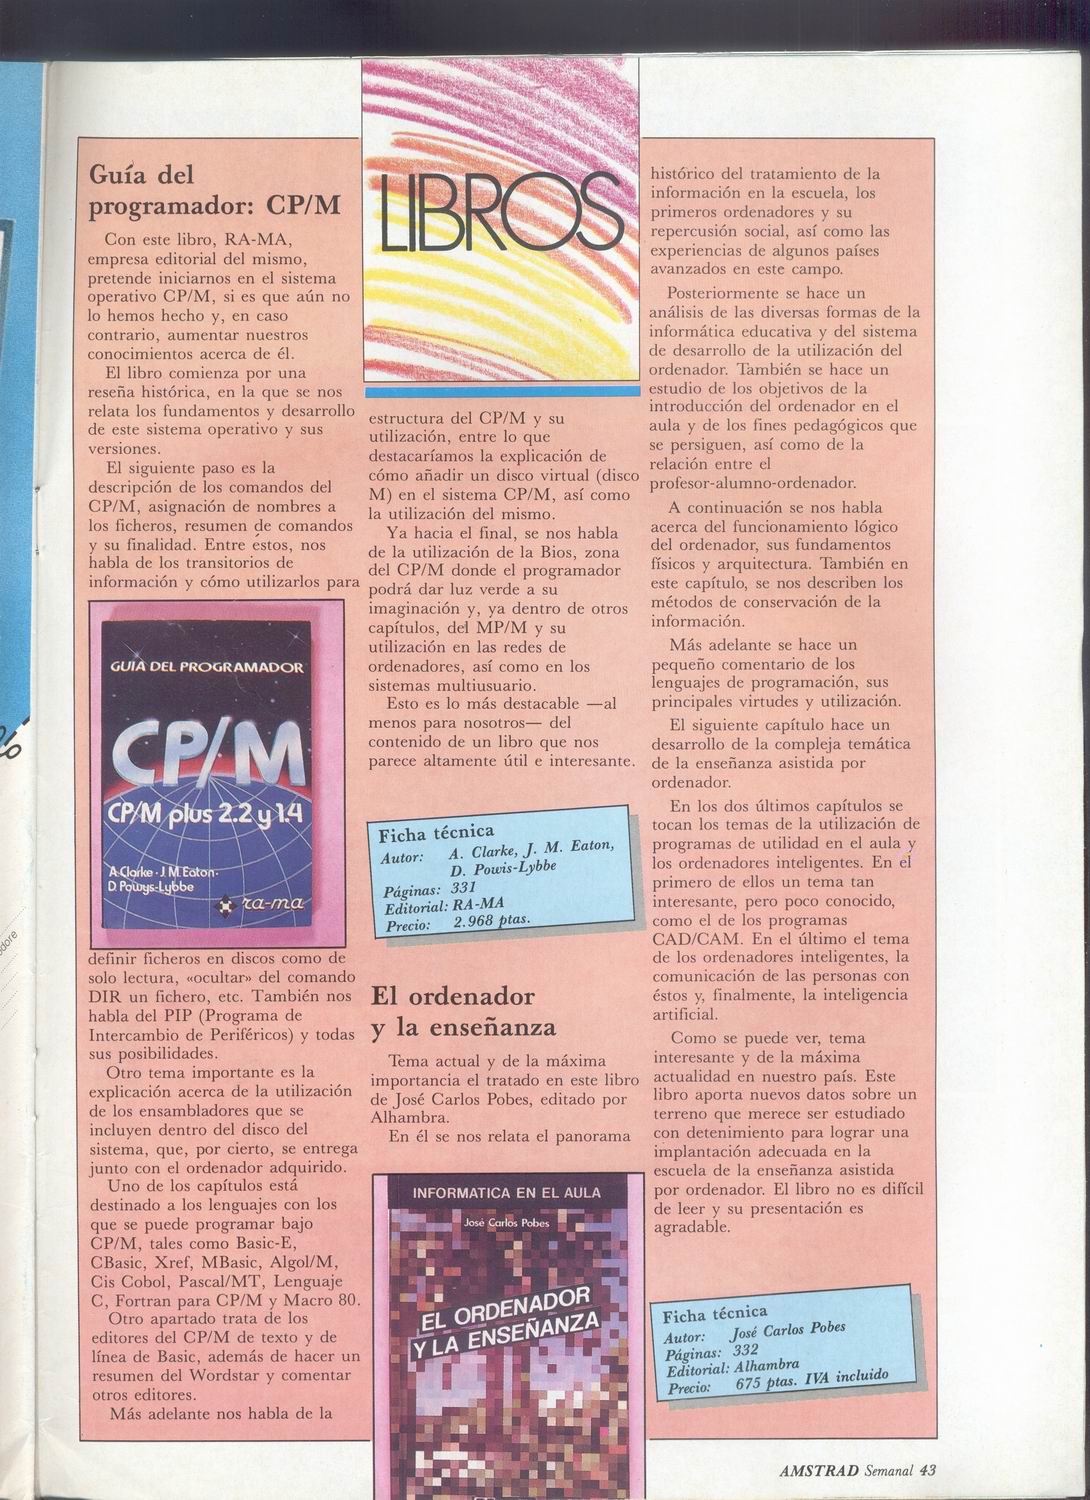 LIBROS
Guía del
programador: CP/M
Con este libro, RA-MA,
empresa editorial del mismo,
pretende iniciarnos en el sistema
operativo CP/M, si es que aún no
lo hemos hecho y, en caso
contrario, aumentar nuestros
conocimientos acerca de él.
El libro comienza por una
reseña histórica, en la que se nos
relata los fundamentos y desarrollo
de este sistema operativo y sus
versiones.
El siguiente paso es la
descripción de los comandos del
CP/M, asignación de nombres a
los ficheros, resumen de comandos
y su finalidad. Entre éstos, nos
habla de los transitorios de
información y cómo utilizarlos para
GUIA DEL PROGRAMADOR
CP/M
CP/M plus 2.2 y 1.4
A. Clarke · J. M. Eaton ·
D. Powys-Lybbe
ra-ma
definir ficheros en discos como de
solo lectura, «ocultar» del comando
DIR un fichero, etc. También nos
habla del PIP (Programa de
Intercambio de Periféricos) y todas
sus posibilidades.
Otro tema importante es la
explicación acerca de la utilización
de los ensambladores que se
incluyen dentro del disco del
sistema, que, por cierto, se entrega
junto con el ordenador adquirido.
Uno de los capítulos está
destinado a los lenguajes con los
que se puede programar bajo
CP/M, tales como Basic-E,
CBasic, Xref, MBasic, Algol/M,
Cis Cobol, Pascal/MT, Lenguaje
C, Fortran para CP/M y Macro 80.
Otro apartado trata de los
editores del CP/M de texto y de
línea de Basic, además de hacer un
resumen del Wordstar y comentar
otros editores.
Más adelante nos habla de la
estructura del CP/M y su
utilización, entre lo que
destacaríamos la explicación de
cómo añadir un disco virtual (disco
M) en el sistema CP/M, así como
la utilización del mismo.
Ya hacia el final, se nos habla
de la utilización de la Bios, zona
del CP/M donde el programador
podrá dar luz verde a su
imaginación y, ya dentro de otros
capítulos, del MP/M y su
utilización en las redes de
ordenadores, así como en los
sistemas multiusuario.
Esto es lo más destacable —al
menos para nosotros— del
contenido de un libro que nos
parece altamente útil e interesante.
Ficha técnica
Autor: A. Clarke, J. M. Eaton,
D. Powis-Lybbe
Páginas: 331
Editorial: RA-MA
Precio: 2.968 ptas.
El ordenador
y la enseñanza
Tema actual y de la máxima
importancia el tratado en este libro
de José Carlos Pobes, editado por
Alhambra.
En él se nos relata el panorama
INFORMATICA EN EL AULA
José Carlos Pobes
EL ORDENADOR
Y LA ENSEÑANZA
histórico del tratamiento de la
información en la escuela, los
primeros ordenadores y su
repercusión social, así como las
experiencias de algunos países
avanzados en este campo.
Posteriormente se hace un
análisis de las diversas formas de la
informática educativa y del sistema
de desarrollo de la utilización del
ordenador. También se hace un
estudio de los objetivos de la
introducción del ordenador en el
aula y de los fines pedagógicos que
se persiguen, así como de la
relación entre el
profesor-alumno-ordenador.
A continuación se nos habla
acerca del funcionamiento lógico
del ordenador, sus fundamentos
físicos y arquitectura. También en
este capítulo, se nos describen los
métodos de conservación de la
información.
Más adelante se hace un
pequeño comentario de los
lenguajes de programación, sus
principales virtudes y utilización.
El siguiente capítulo hace un
desarrollo de la compleja temática
de la enseñanza asistida por
ordenador.
En los dos últimos capítulos se
tocan los temas de la utilización de
programas de utilidad en el aula y
los ordenadores inteligentes. En el
primero de ellos un tema tan
interesante, pero poco conocido,
como el de los programas
CAD/CAM. En el último el tema
de los ordenadores inteligentes, la
comunicación de las personas con
éstos y, finalmente, la inteligencia
artificial.
Como se puede ver, tema
interesante y de la máxima
actualidad en nuestro país. Este
libro aporta nuevos datos sobre un
terreno que merece ser estudiado
con detenimiento para lograr una
implantación adecuada en la
escuela de la enseñanza asistida
por ordenador. El libro no es difícil
de leer y su presentación es
agradable.
Ficha técnica
Autor: José Carlos Pobes
Páginas: 332
Editorial: Alhambra
Precio: 675 ptas. IVA incluido
AMSTRAD Semanal 43